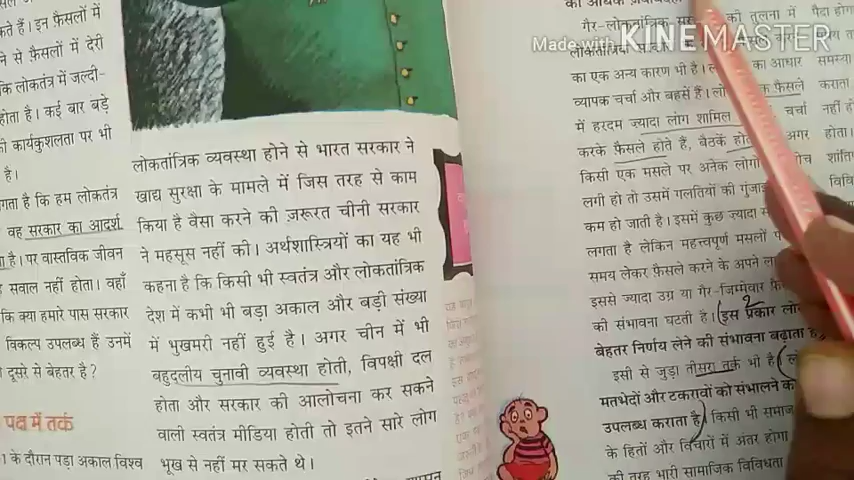 कते हैं। इन फ़ैसलों में
ने से फ़ैसलों में देरी
कि लोकतंत्र में जल्दी-
होता है। कई बार बड़े
की कार्यकुशलता पर भी
है।
गता है कि हम लोकतंत्र
वह सरकार का आदर्श
है। पर वास्तविक जीवन
सवाल नहीं होता। वहाँ
कि क्या हमारे पास सरकार
विकल्प उपलब्ध हैं उनमें
दूसरे से बेहतर है?
पक्ष में तर्क
के दौरान पड़ा अकाल विश्व
लोकतांत्रिक व्यवस्था होने से भारत सरकार ने
खाद्य सुरक्षा के मामले में जिस तरह से काम
किया है वैसा करने की ज़रूरत चीनी सरकार
ने महसूस नहीं की। अर्थशास्त्रियों का यह भी
कहना है कि किसी भी स्वतंत्र और लोकतांत्रिक
देश में कभी भी बड़ा अकाल और बड़ी संख्या
में भुखमरी नहीं हुई है। अगर चीन में भी
बहुदलीय चुनावी व्यवस्था होती, विपक्षी दल
होता और सरकार की आलोचना कर सकने
वाली स्वतंत्र मीडिया होती तो इतने सारे लोग
भूख से नहीं मर सकते थे।
गैर-लोकतांत्रिक की तुलना में
का एक अन्य कारण भी है। का आधार
व्यापक चर्चा और बहसें हैं। फ़ैसले
में हरदम ज्यादा लोग शामिल चर्चा
करके फ़ैसले होते हैं, बैठकें अगर
किसी एक मसले पर अनेक लोगों
लगी हो तो उसमें गलतियों की
कम हो जाती है। इसमें कुछ ज्यादा
लगता है लेकिन महत्त्वपूर्ण मसलों
समय लेकर फ़ैसले करने के अपने
इससे ज्यादा उग्र या गैर-जिम्मेवार
की संभावना घटती है। (इस प्रकार
2
बेहतर निर्णय लेने की संभावना बढ़ाता है
इसी से जुड़ा तीसरा तर्क भी है।
मतभेदों और टकरावों को संभालने
उपलब्ध कराता है) किसी भी समाज
के हितों और विचारों में अंतर होगा
की तरह भारी सामाजिक विविधता
पैदा होग
समस्या
कराता
नहीं हो
होता।
शांति
विवि
Made with KINEMASTER